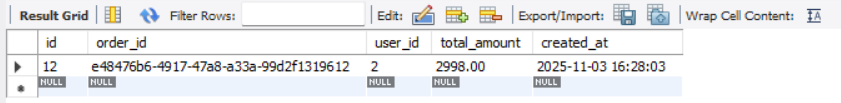 Result Grid Filter Rows: Edit: Export/Import: Wrap Cell Content: IA
id order_id user_id total_amount created_at
12 e48476b6-4917-47a8-a33a-99d2f1319612 2 2998.00 2025-11-03 16:28:03
NULL NULL NULL NULL NULL